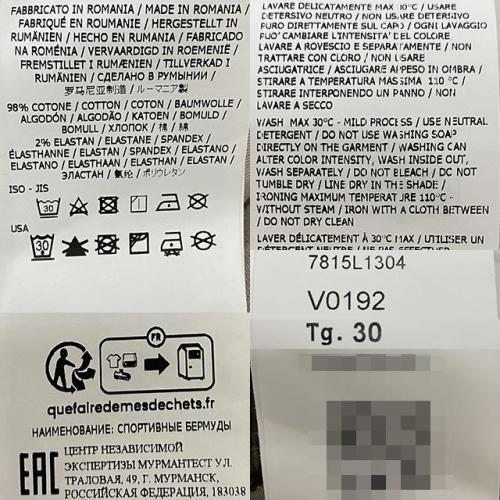 FABBRICATO IN ROMANIA / MADE IN ROMANIA /
FABRIQUÉ EN ROUMANIE / HERGESTELLT IN
RUMÄNIEN / HECHO EN RUMANIA / FABRICADO
NA ROMÉNIA / VERVAARDIGD IN ROEMENIË /
FREMSTILLET I RUMÆNIEN / TILLVERKAD I
RUMÄNIEN / СДЕЛАНО В РУМЫНИИ /
罗马尼亚制造 / ルーマニア製
98% COTONE / COTTON / COTON / BAUMWOLLE /
ALGODÓN / ALGODÃO / KATOEN / BOMULD /
BOMULL / ХЛОПОК / 棉 / 綿
2% ELASTAN / ELASTANE / SPANDEX /
ÉLASTHANNE / ELASTAN / SPANDEX / ELASTANO /
ELASTANO / ELASTHAAN / ELASTHAN / ELASTAN /
ЭЛАСТАН / 氨纶 / ポリウレタン
ISO - JIS
30
USA
30
FR
quefairedemesdechets.fr
НАИМЕНОВАНИЕ: СПОРТИВНЫЕ БЕРМУДЫ
EAC
ЦЕНТР НЕЗАВИСИМОЙ
ЭКСПЕРТИЗЫ МУРМАНТЕСТ УЛ.
ТРАЛОВАЯ, 49, Г. МУРМАНСК,
РОССИЙСКАЯ ФЕДЕРАЦИЯ, 183038
LAVARE DELICATAMENTE MAX 30°C / USARE
DETERSIVO NEUTRO / NON USARE DETERSIVO
PURO DIRETTAMENTE SUL CAPO / OGNI LAVAGGIO
PUO' CAMBIARE L'INTENSITA' DEL COLORE
LAVARE A ROVESCIO E SEPARATAMENTE / NON
TRATTARE CON CLORO / NON USARE
ASCIUGATRICE / ASCIUGARE APPESO IN OMBRA /
STIRARE A TEMPERATURA MASSIMA 110 °C /
STIRARE INTERPONENDO UN PANNO / NON
LAVARE A SECCO
WASH MAX 30°C - MILD PROCESS / USE NEUTRAL
DETERGENT / DO NOT USE WASHING SOAP
DIRECTLY ON THE GARMENT / WASHING CAN
ALTER COLOR INTENSITY, WASH INSIDE OUT,
WASH SEPARATELY / DO NOT BLEACH / DO NOT
TUMBLE DRY / LINE DRY IN THE SHADE /
IRONING MAXIMUM TEMPERATURE 110°C -
WITHOUT STEAM / IRON WITH A CLOTH BETWEEN
/ DO NOT DRY CLEAN
LAVER DÉLICATEMENT À 30°C MAX / UTILISER UN
7815L1304
V0192
Tg. 30